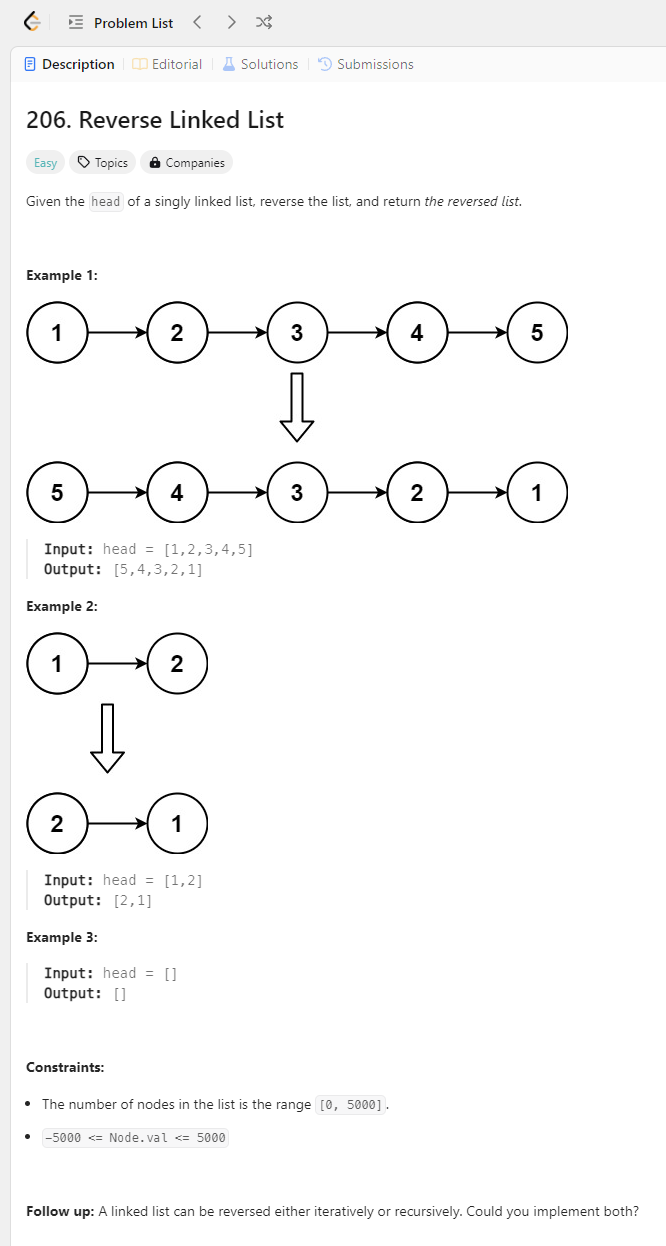 Problem List
Description Editorial Solutions Submissions
206. Reverse Linked List
Easy Topics Companies
Given the head of a singly linked list, reverse the list, and return the reversed list.
Example 1:
1 2 3 4 5
5 4 3 2 1
Input: head = [1,2,3,4,5]
Output: [5,4,3,2,1]
Example 2:
1 2
2 1
Input: head = [1,2]
Output: [2,1]
Example 3:
Input: head = []
Output: []
Constraints:
• The number of nodes in the list is the range [0, 5000].
• -5000 <= Node.val <= 5000
Follow up: A linked list can be reversed either iteratively or recursively. Could you implement both?